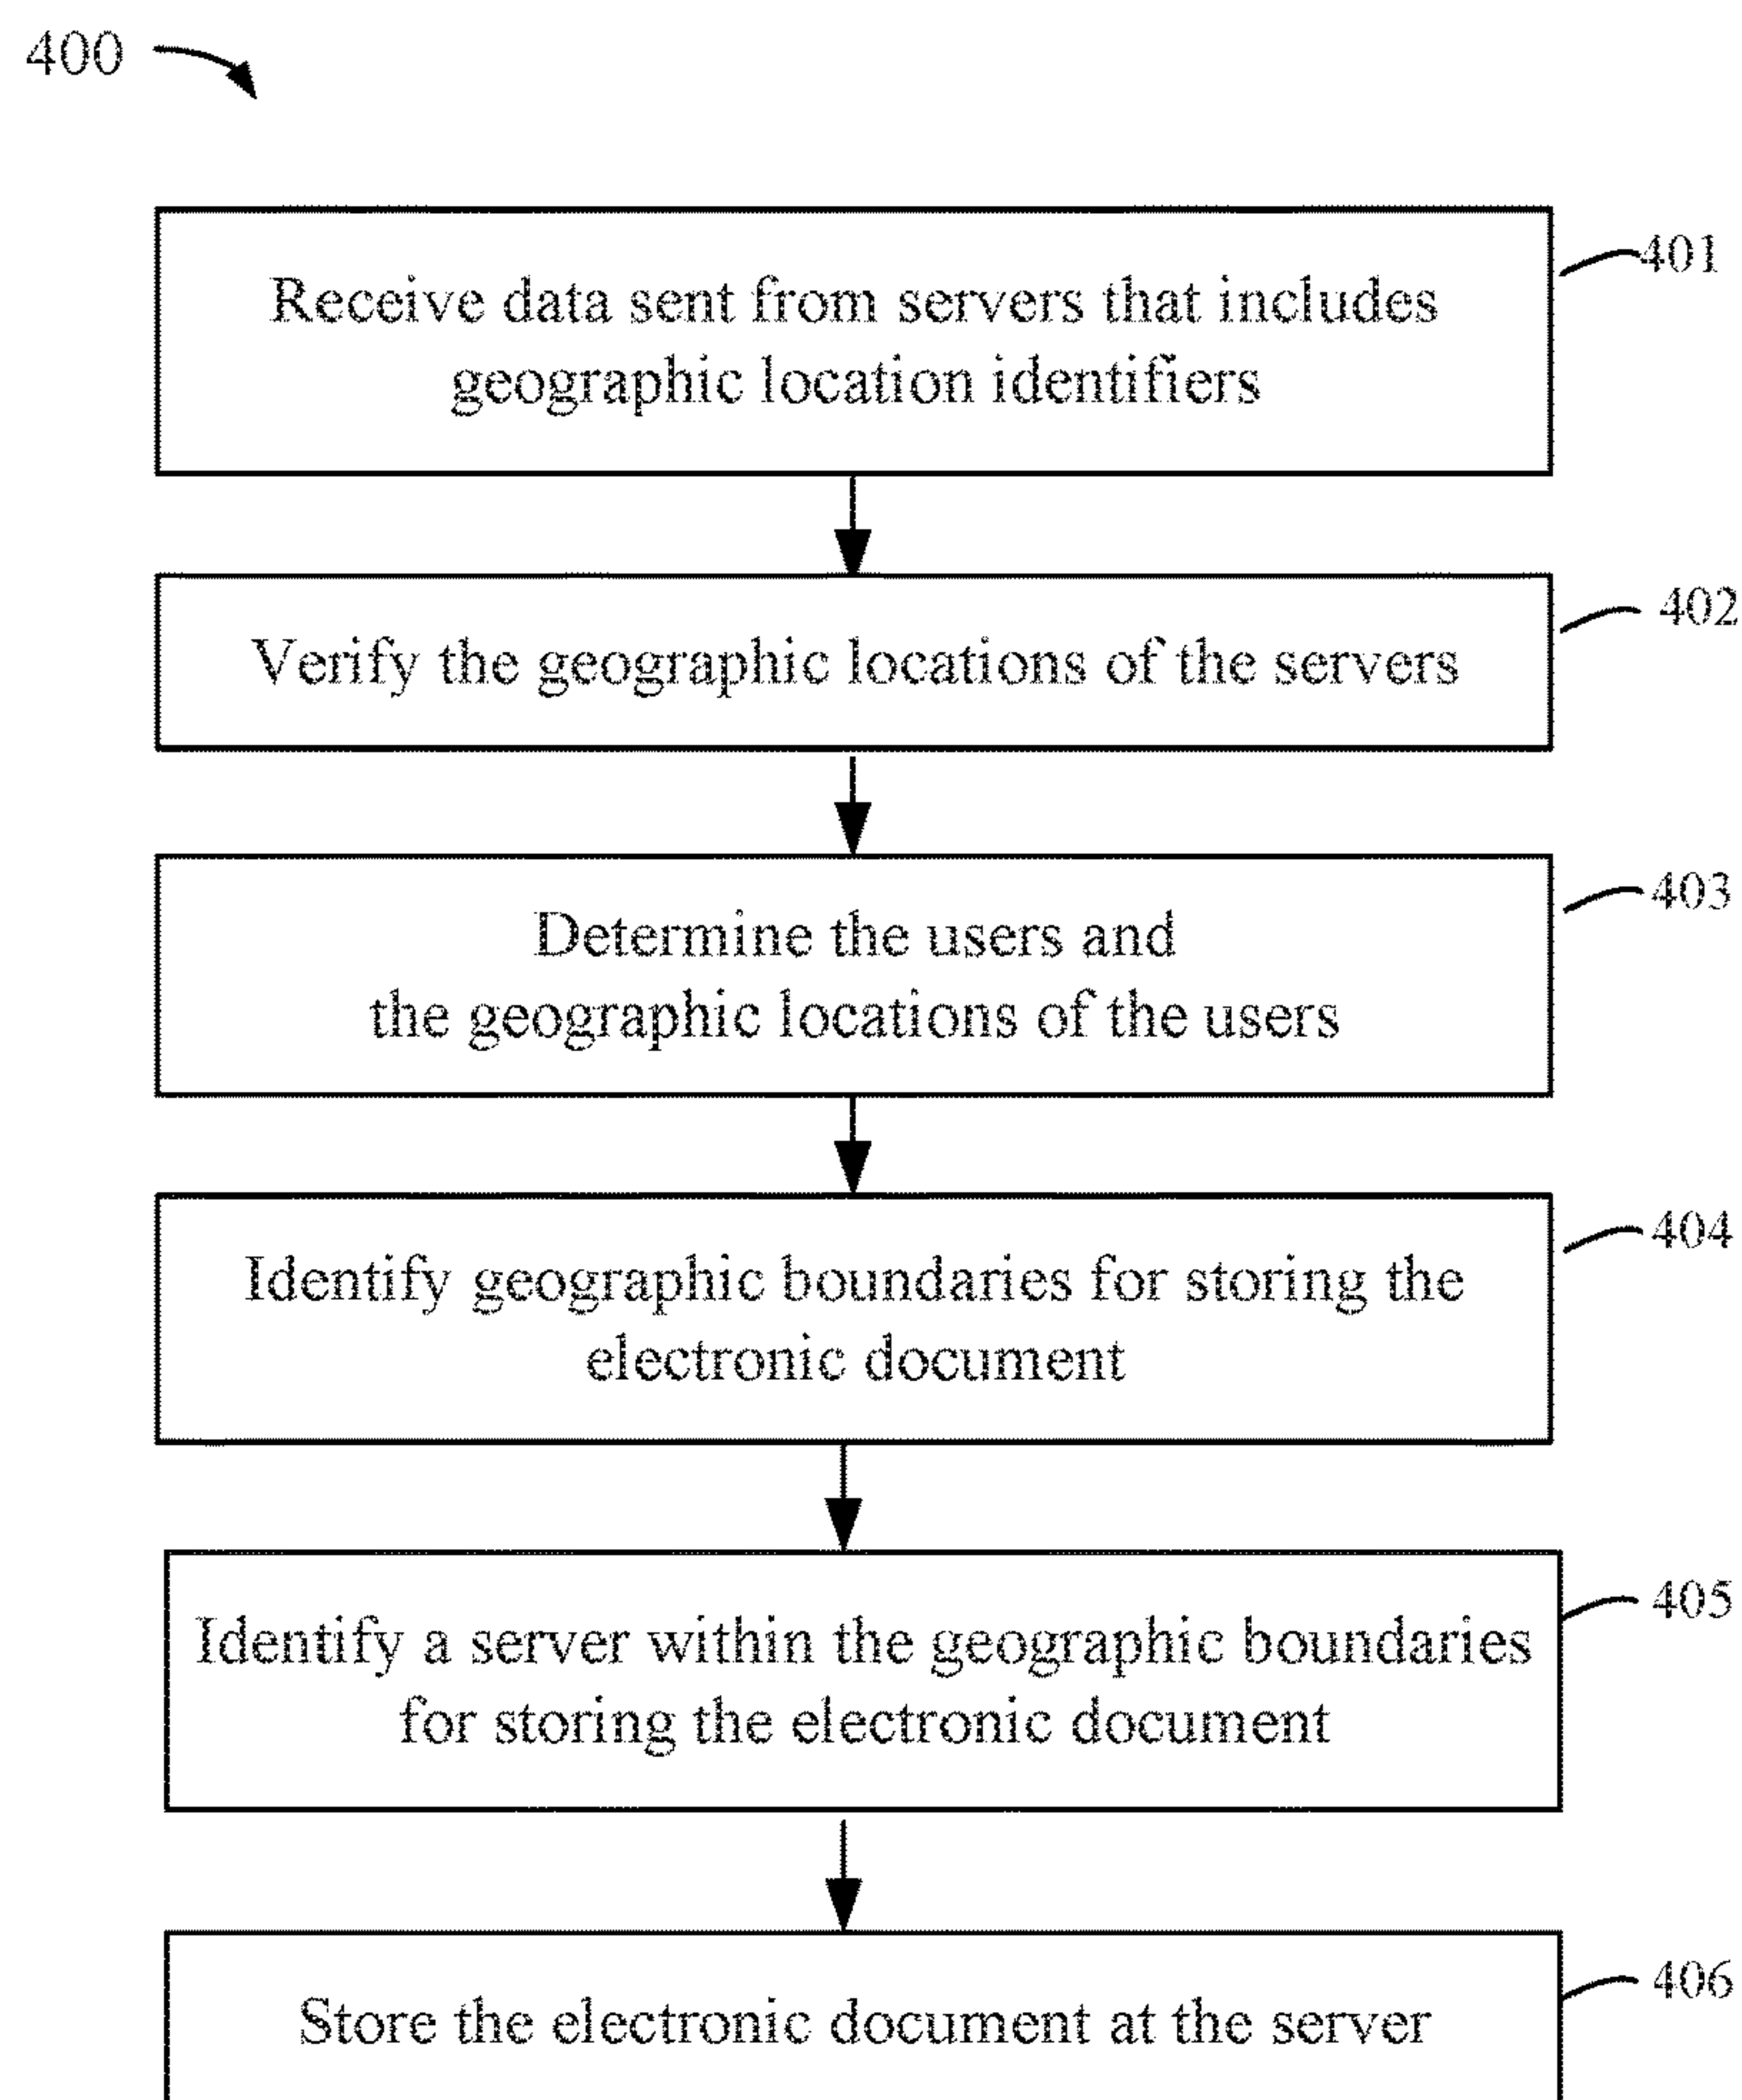 400
401
Receive data sent from servers that includes
geographic location identifiers
402
Verify the geographic locations of the servers
403
Determine the users and
the geographic locations of the users
404
Identify geographic boundaries for storing the
electronic document
405
Identify a server within the geographic boundaries
for storing the electronic document
406
Store the electronic document at the server